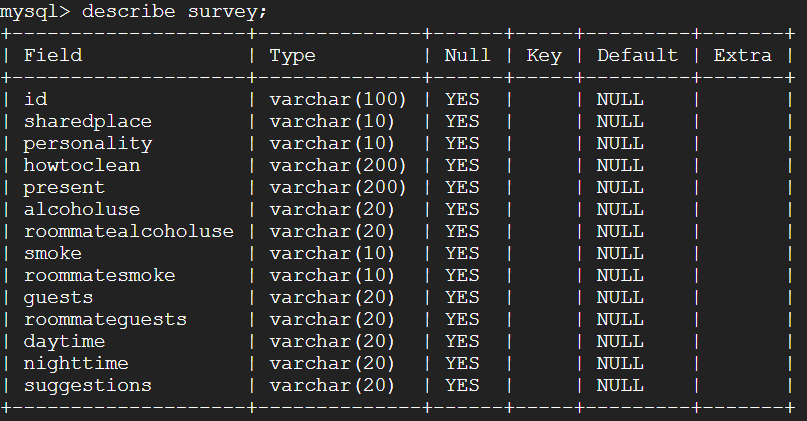 mysql> describe survey;
+--------------------+--------------+------+-----+---------+-------+
| Field              | Type         | Null | Key | Default | Extra |
+--------------------+--------------+------+-----+---------+-------+
| id                 | varchar(100) | YES  |     | NULL    |       |
| sharedplace        | varchar(10)  | YES  |     | NULL    |       |
| personality        | varchar(10)  | YES  |     | NULL    |       |
| howtoclean         | varchar(200) | YES  |     | NULL    |       |
| present            | varchar(200) | YES  |     | NULL    |       |
| alcoholuse         | varchar(20)  | YES  |     | NULL    |       |
| roommatealcoholuse | varchar(20)  | YES  |     | NULL    |       |
| smoke              | varchar(10)  | YES  |     | NULL    |       |
| roommatesmoke      | varchar(10)  | YES  |     | NULL    |       |
| guests             | varchar(20)  | YES  |     | NULL    |       |
| roommateguests     | varchar(20)  | YES  |     | NULL    |       |
| daytime            | varchar(20)  | YES  |     | NULL    |       |
| nighttime          | varchar(20)  | YES  |     | NULL    |       |
| suggestions        | varchar(20)  | YES  |     | NULL    |       |
+--------------------+--------------+------+-----+---------+-------+